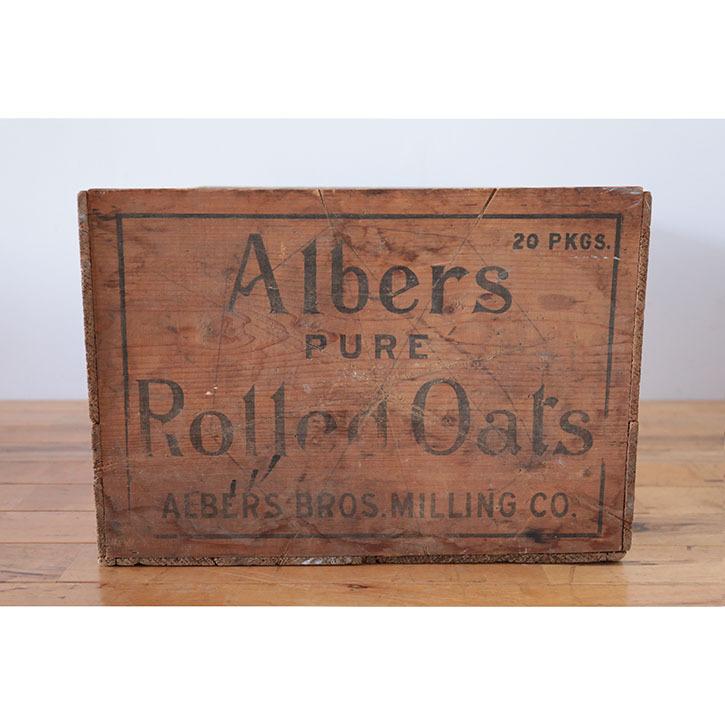 20 PKGS.
Albers
PURE
Rolled Oats
ALBERS BROS. MILLING CO.